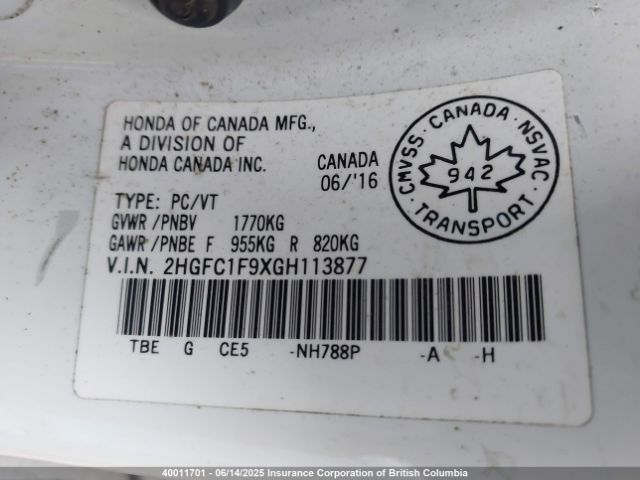 HONDA OF CANADA MFG.,
A DIVISION OF
HONDA CANADA INC.
CANADA
06/'16
CMVSS · CANADA · NSVAC
942
TRANSPORT
TYPE: PC/VT
GVWR/PNBV 1770KG
GAWR/PNBE F 955KG R 820KG
V.I.N. 2HGFC1F9XGH113877
TBE G CE5 -NH788P -A -H
40011701 - 06/14/2025 Insurance Corporation of British Columbia